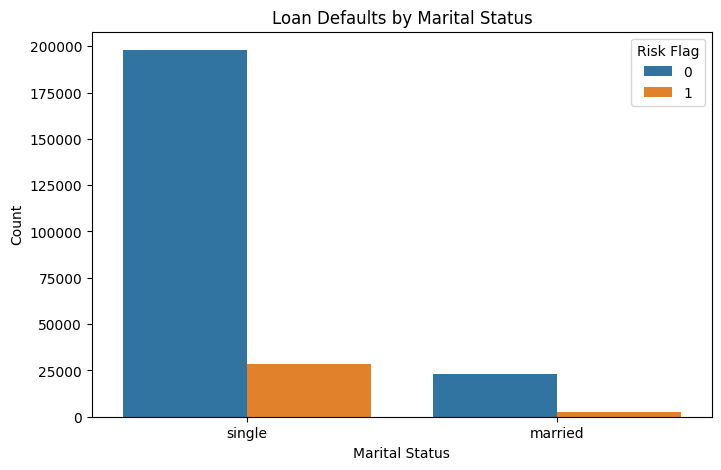 Loan Defaults by Marital Status
Risk Flag
0
1
200000
175000
150000
125000
100000
75000
50000
25000
0
Count
single
married
Marital Status